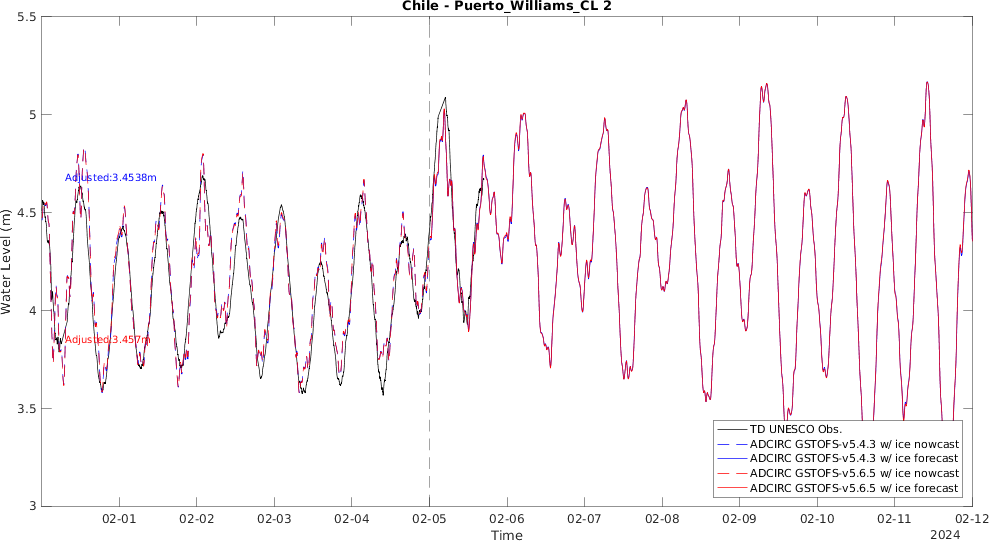 Chile - Puerto_Williams_CL 2
5.5
5
4.5
4
3.5
3
Water Level (m)
Adjusted:3.4538m
Adjusted:3.457m
TD UNESCO Obs.
ADCIRC GSTOFS-v5.4.3 w/ ice nowcast
ADCIRC GSTOFS-v5.4.3 w/ ice forecast
ADCIRC GSTOFS-v5.6.5 w/ ice nowcast
ADCIRC GSTOFS-v5.6.5 w/ ice forecast
02-01 02-02 02-03 02-04 02-05 02-06 02-07 02-08 02-09 02-10 02-11 02-12
Time
2024